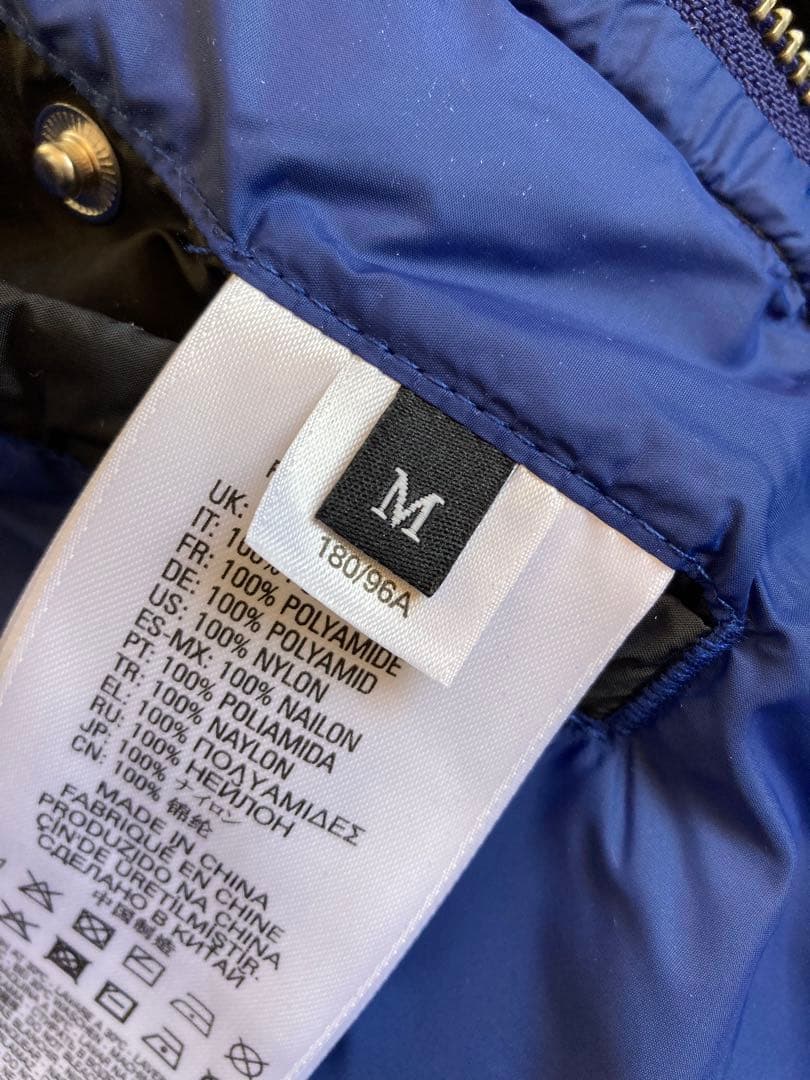 M
180/96A
UK:
IT: 100%
FR: 100% POLYAMIDE
DE: 100% POLYAMID
US: 100% NYLON
ES-MX: 100% NAILON
PT: 100% POLIAMIDA
TR: 100% NAYLON
EL: 100% ΠΟΛΥΑΜΙΔΕΣ
RU: 100% НЕЙЛОН
JP: 100% ナイロン
CN: 100% 锦纶
MADE IN CHINA
FABRIQUÉ EN CHINE
PRODUZIDO NA CHINA
ÇIN'DE ÜRETILMIŞTIR.
СДЕЛАНО В КИТАЙ
中国制造